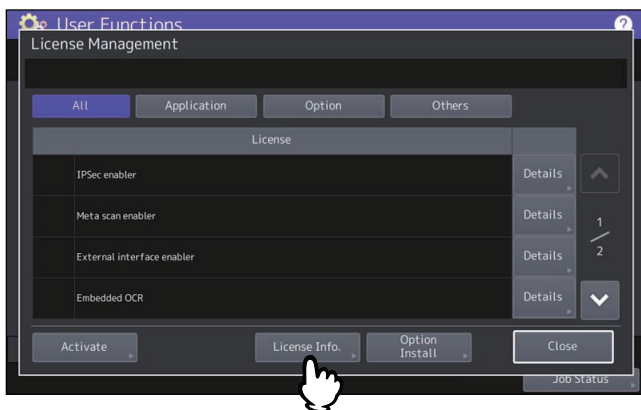 User Functions
?
License Management
All Application Option Others
License
IPSec enabler Details
Meta scan enabler Details
1
External interface enabler Details
2
Embedded OCR Details
Activate License Info. Option
Install Close
Job Status